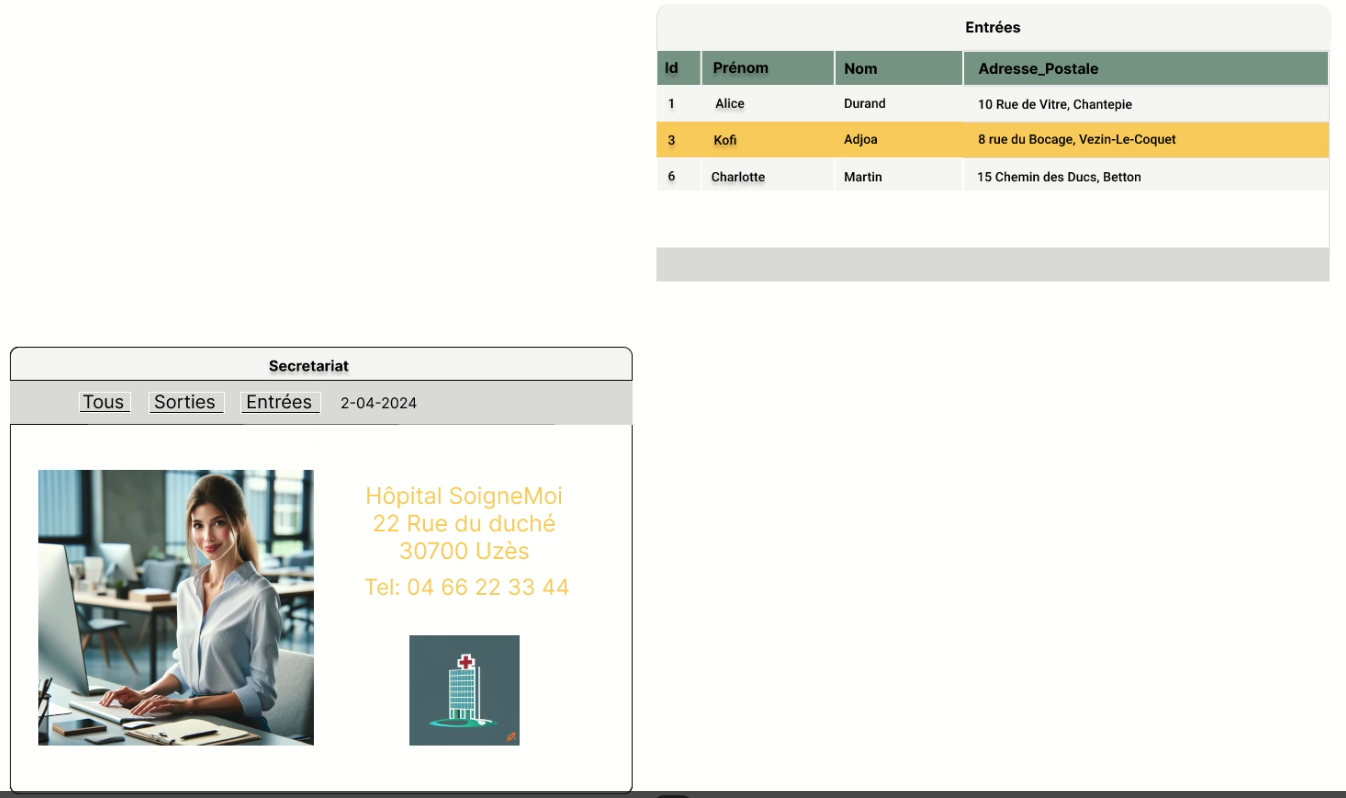 Entrées
Id Prénom Nom Adresse_Postale
1 Alice Durand 10 Rue de Vitre, Chantepie
3 Kofi Adjoa 8 rue du Bocage, Vezin-Le-Coquet
6 Charlotte Martin 15 Chemin des Ducs, Betton
Secretariat
Tous Sorties Entrées 2-04-2024
Hôpital SoigneMoi
22 Rue du duché
30700 Uzès
Tel: 04 66 22 33 44